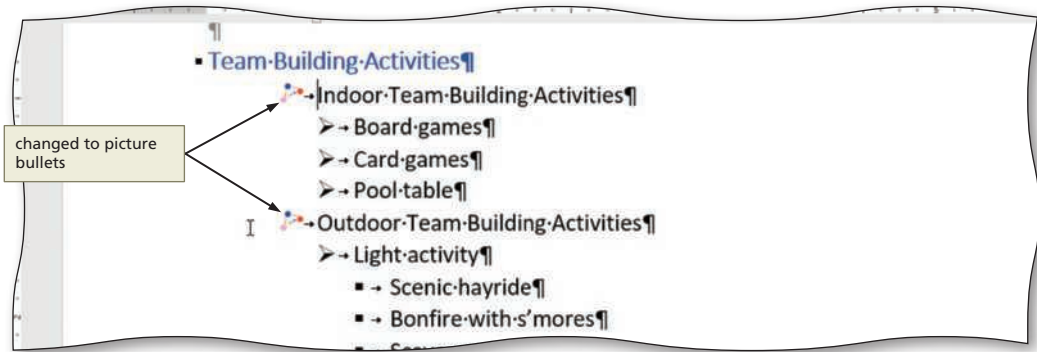 ¶
▪ Team·Building·Activities¶
→Indoor·Team·Building·Activities¶
➢→Board·games¶
➢→Card·games¶
➢→Pool·table¶
→Outdoor·Team·Building·Activities¶
➢→Light·activity¶
▪→Scenic·hayride¶
▪→Bonfire·with·s’mores¶
changed to picture
bullets